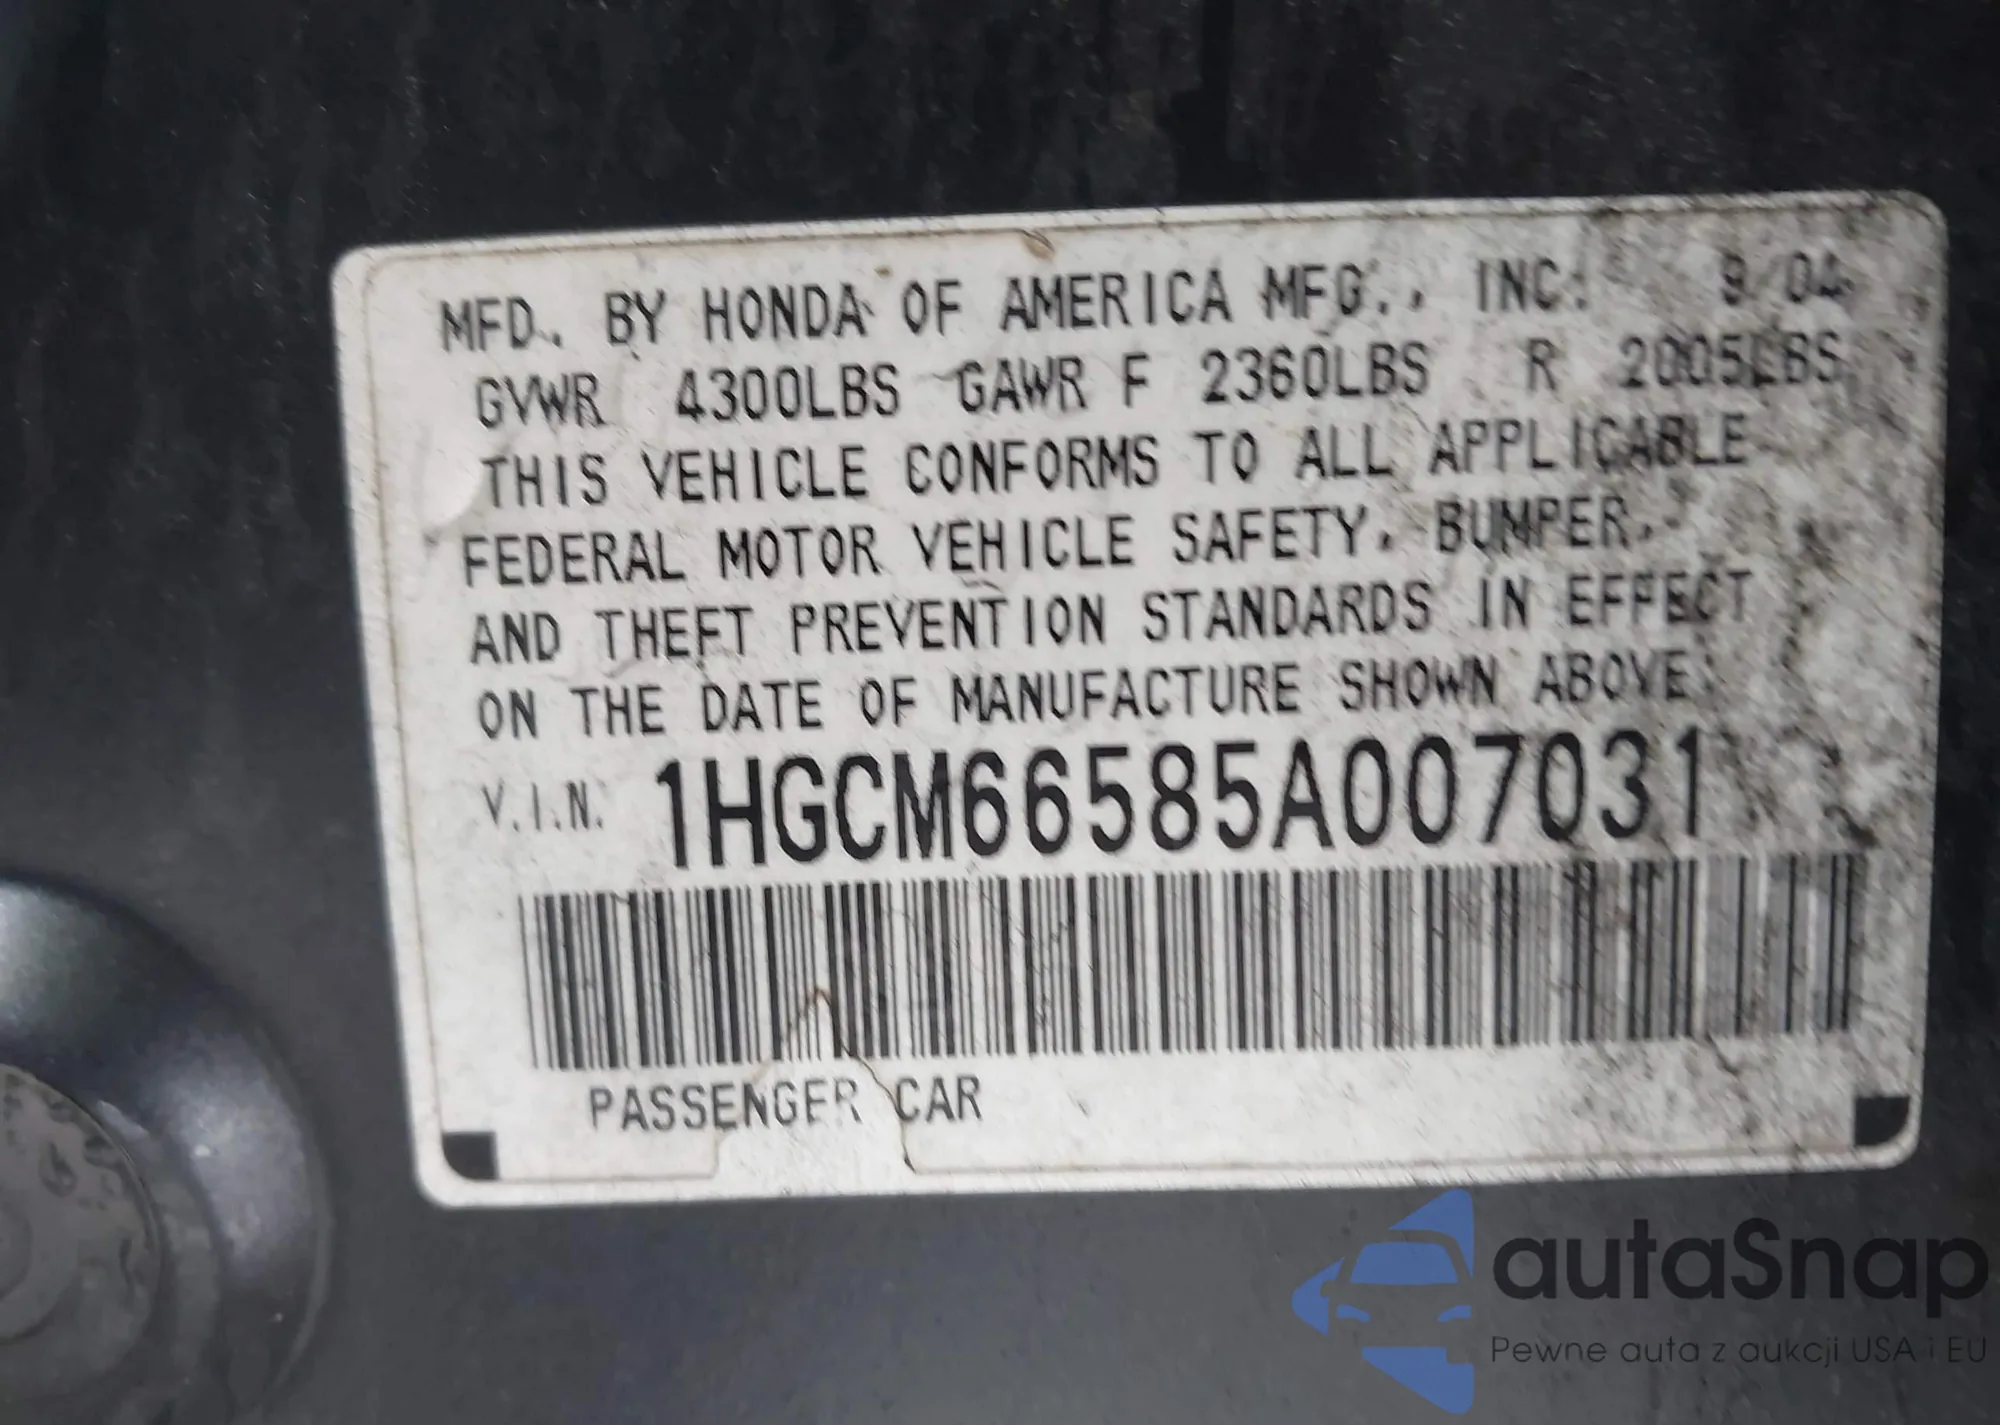 MFD. BY HONDA OF AMERICA MFG., INC. 9/04
GVWR 4300LBS GAWR F 2360LBS R 2005LBS
THIS VEHICLE CONFORMS TO ALL APPLICABLE
FEDERAL MOTOR VEHICLE SAFETY, BUMPER,
AND THEFT PREVENTION STANDARDS IN EFFECT
ON THE DATE OF MANUFACTURE SHOWN ABOVE.
V.I.N. 1HGCM66585A007031
PASSENGER CAR
autaSnap
Pewne auta z aukcji USA i EU